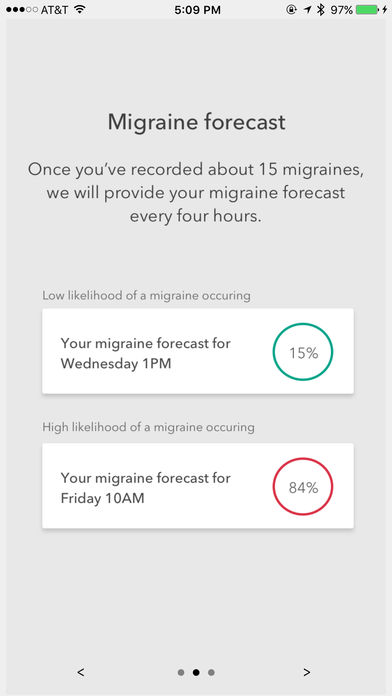 AT&T 5:09 PM 97%
Migraine forecast
Once you've recorded about 15 migraines,
we will provide your migraine forecast
every four hours.
Low likelihood of a migraine occuring
Your migraine forecast for
Wednesday 1PM
15%
High likelihood of a migraine occuring
Your migraine forecast for
Friday 10AM
84%
< >